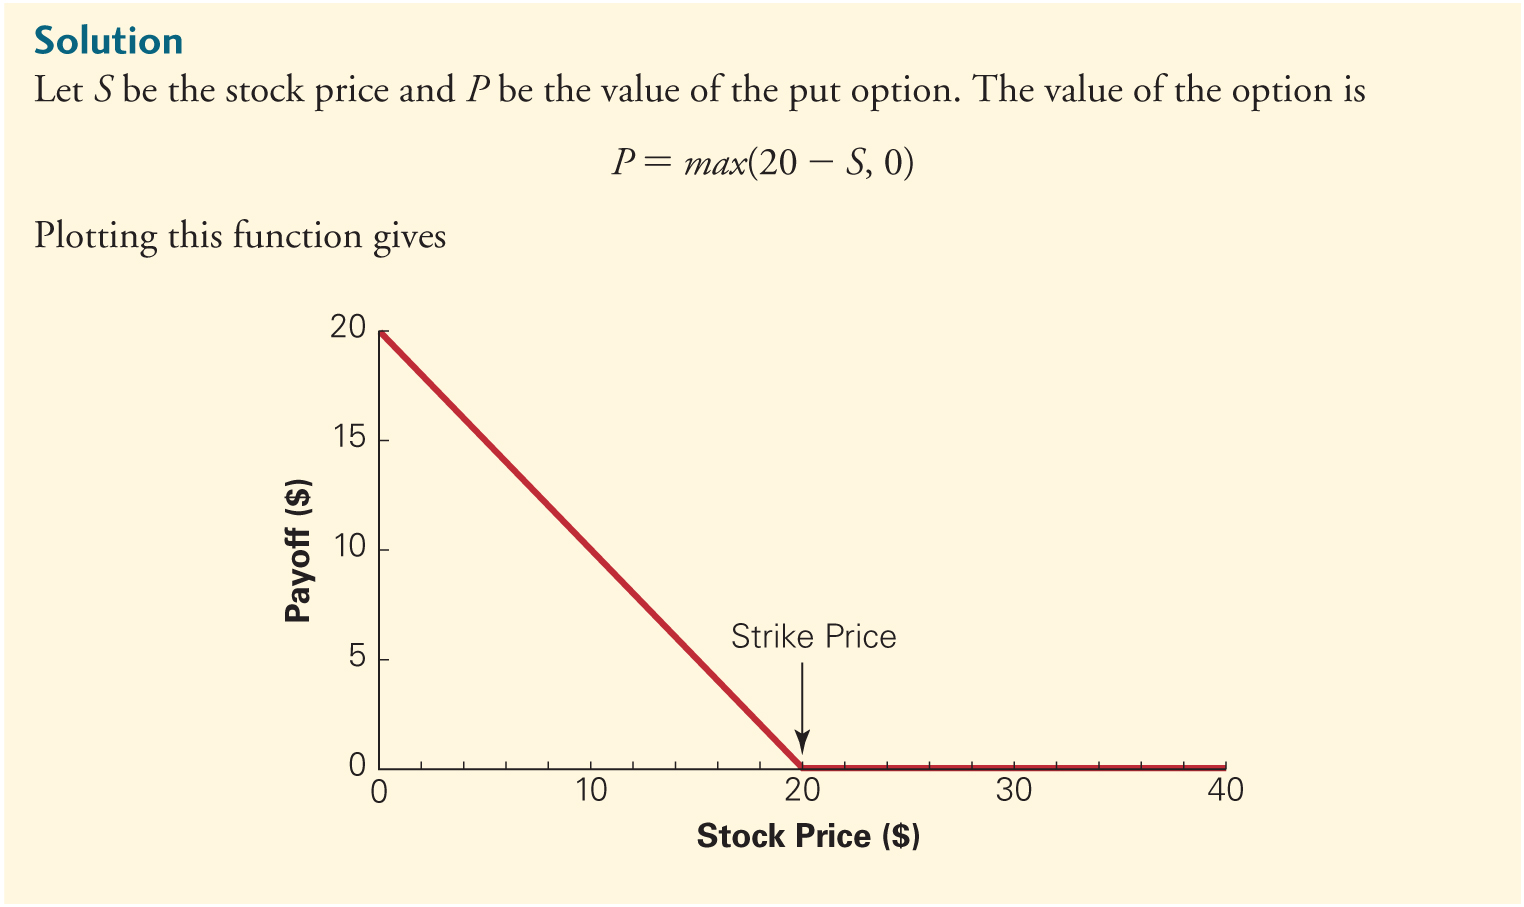 Solution
Let S be the stock price and P be the value of the put option. The value of the option is
P = max(20 − S, 0)
Plotting this function gives
20
15
10
5
0
Payoff ($)
Strike Price
0 10 20 30 40
Stock Price ($)